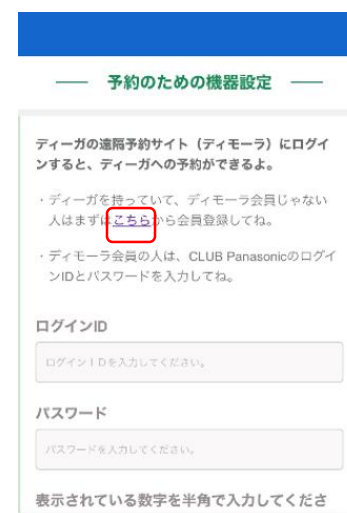 予約のための機器設定
ディーガの遠隔予約サイト（ディモーラ）にログイ
ンすると、ディーガへの予約ができるよ。
・ディーガを持っていて、ディモーラ会員じゃない
人はまずはこちらから会員登録してね。
・ディモーラ会員の人は、CLUB Panasonicのログイ
ンIDとパスワードを入力してね。
ログインID
ログインＩＤを入力してください。
パスワード
パスワードを入力してください。
表示されている数字を半角で入力してくださ